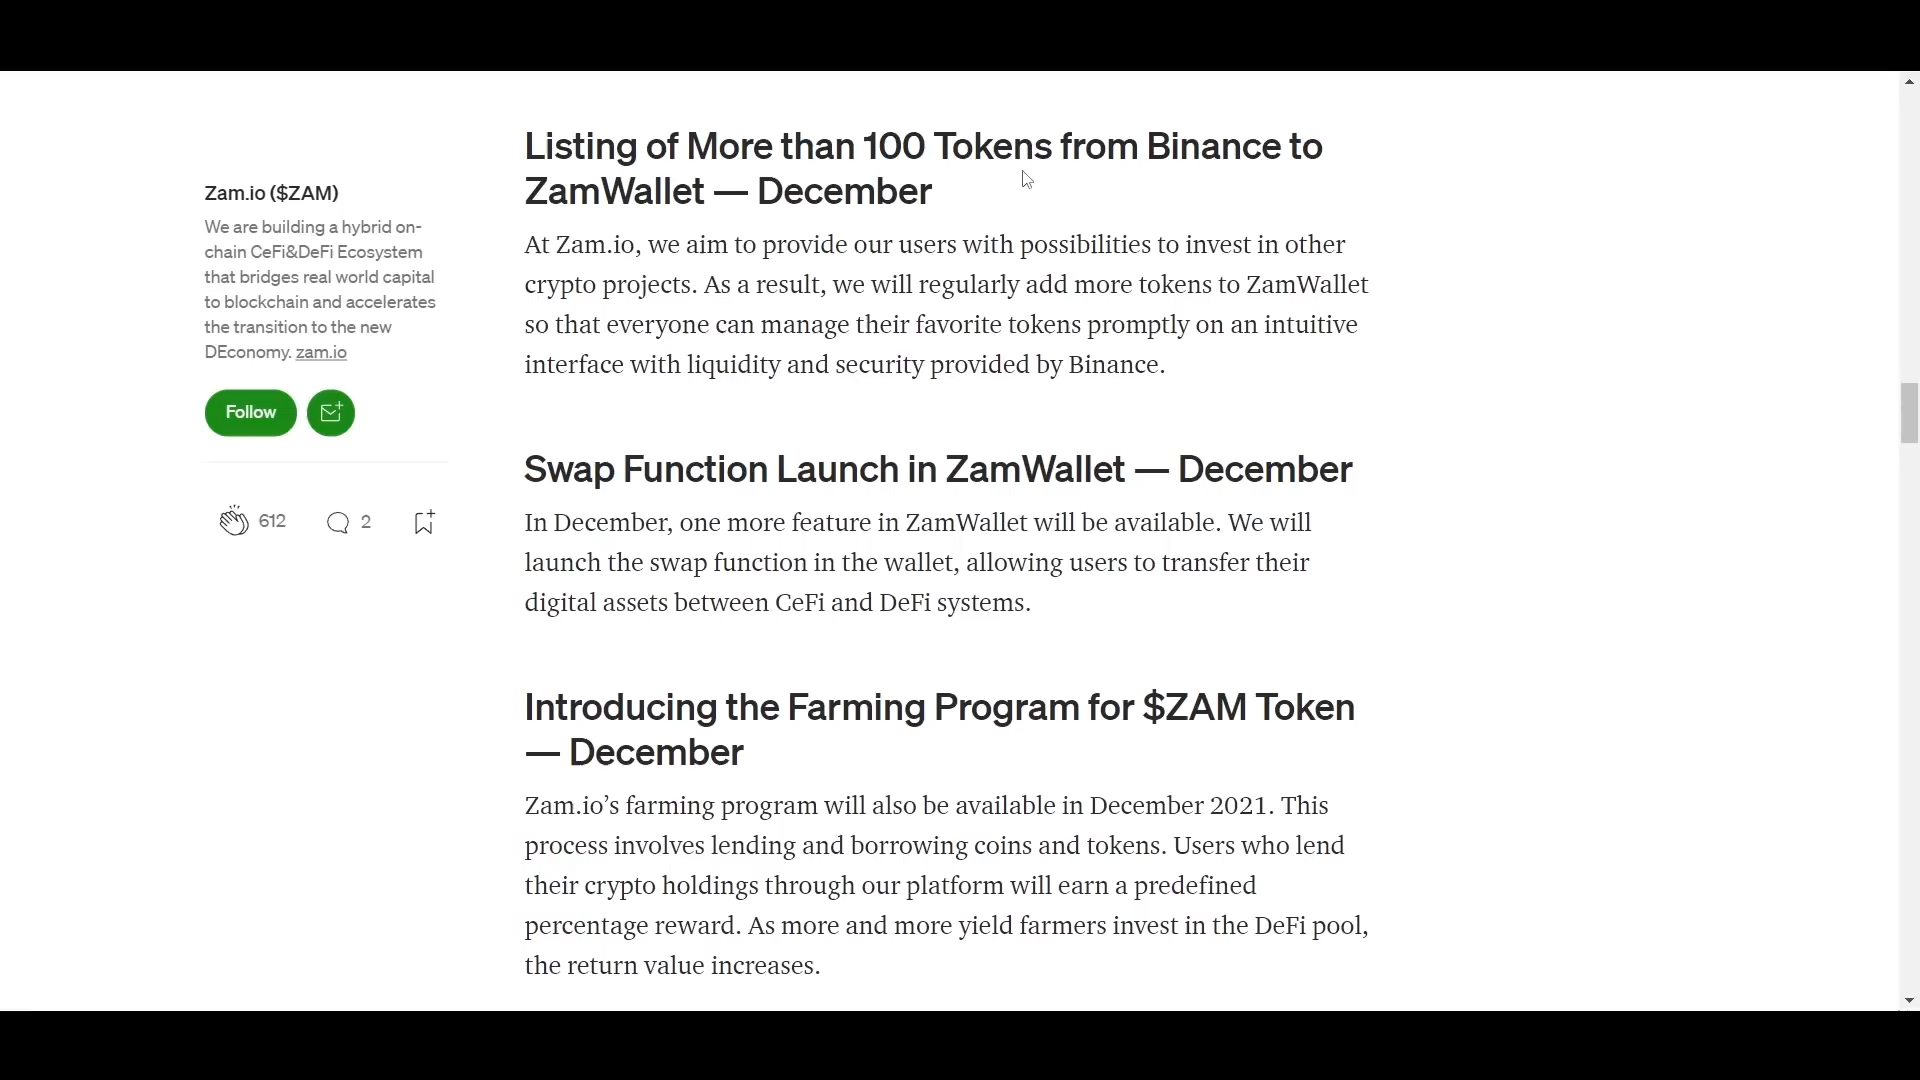 Zam.io ($ZAM)
We are building a hybrid on-
chain CeFi&DeFi Ecosystem
that bridges real world capital
to blockchain and accelerates
the transition to the new
DEconomy. zam.io
Follow
612
2
Listing of More than 100 Tokens from Binance to
ZamWallet — December
At Zam.io, we aim to provide our users with possibilities to invest in other
crypto projects. As a result, we will regularly add more tokens to ZamWallet
so that everyone can manage their favorite tokens promptly on an intuitive
interface with liquidity and security provided by Binance.
Swap Function Launch in ZamWallet — December
In December, one more feature in ZamWallet will be available. We will
launch the swap function in the wallet, allowing users to transfer their
digital assets between CeFi and DeFi systems.
Introducing the Farming Program for $ZAM Token
— December
Zam.io’s farming program will also be available in December 2021. This
process involves lending and borrowing coins and tokens. Users who lend
their crypto holdings through our platform will earn a predefined
percentage reward. As more and more yield farmers invest in the DeFi pool,
the return value increases.